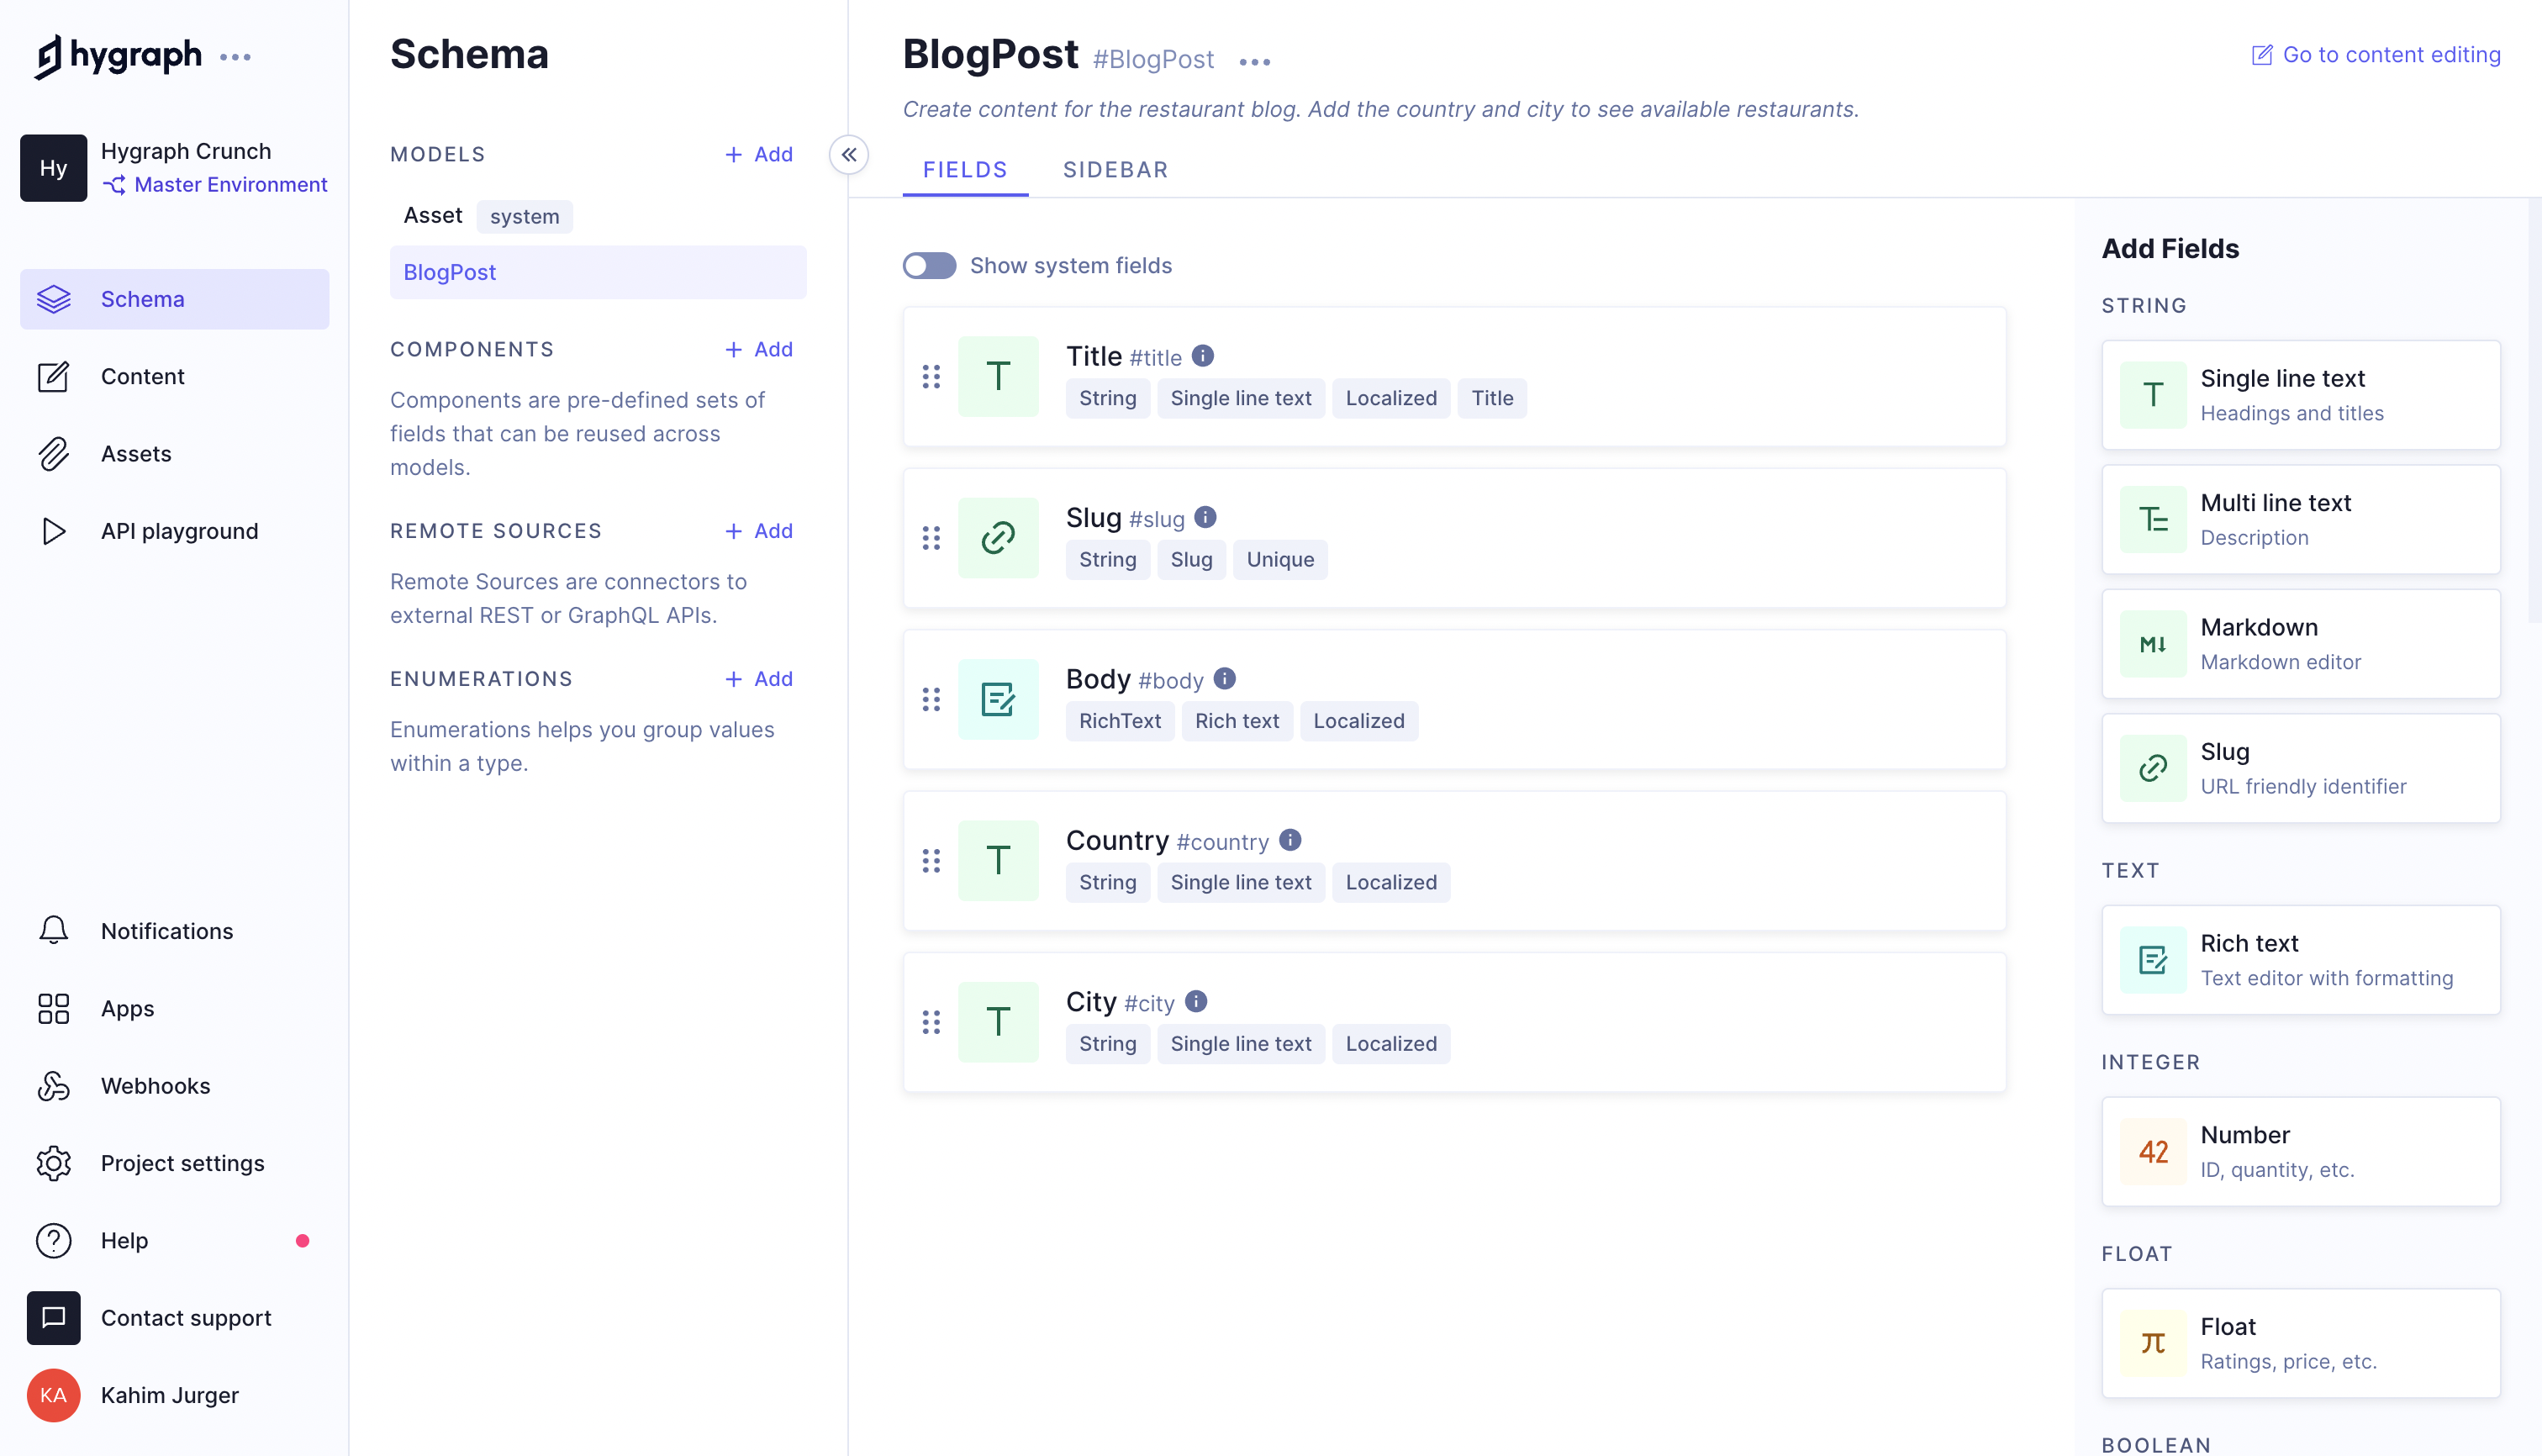 hygraph
Hy
Hygraph Crunch
Master Environment
Schema
Content
Assets
API playground
Notifications
Apps
Webhooks
Project settings
Help
Contact support
KA
Kahim Jurger
Schema
MODELS
+ Add
Asset system
BlogPost
COMPONENTS
+ Add
Components are pre-defined sets of
fields that can be reused across
models.
REMOTE SOURCES
+ Add
Remote Sources are connectors to
external REST or GraphQL APIs.
ENUMERATIONS
+ Add
Enumerations helps you group values
within a type.
BlogPost #BlogPost
Go to content editing
Create content for the restaurant blog. Add the country and city to see available restaurants.
FIELDS SIDEBAR
Show system fields
T
Title #title
String Single line text Localized Title
Slug #slug
String Slug Unique
Body #body
RichText Rich text Localized
T
Country #country
String Single line text Localized
T
City #city
String Single line text Localized
Add Fields
STRING
T
Single line text
Headings and titles
T
Multi line text
Description
M↓
Markdown
Markdown editor
Slug
URL friendly identifier
TEXT
Rich text
Text editor with formatting
INTEGER
42
Number
ID, quantity, etc.
FLOAT
π
Float
Ratings, price, etc.
BOOLEAN